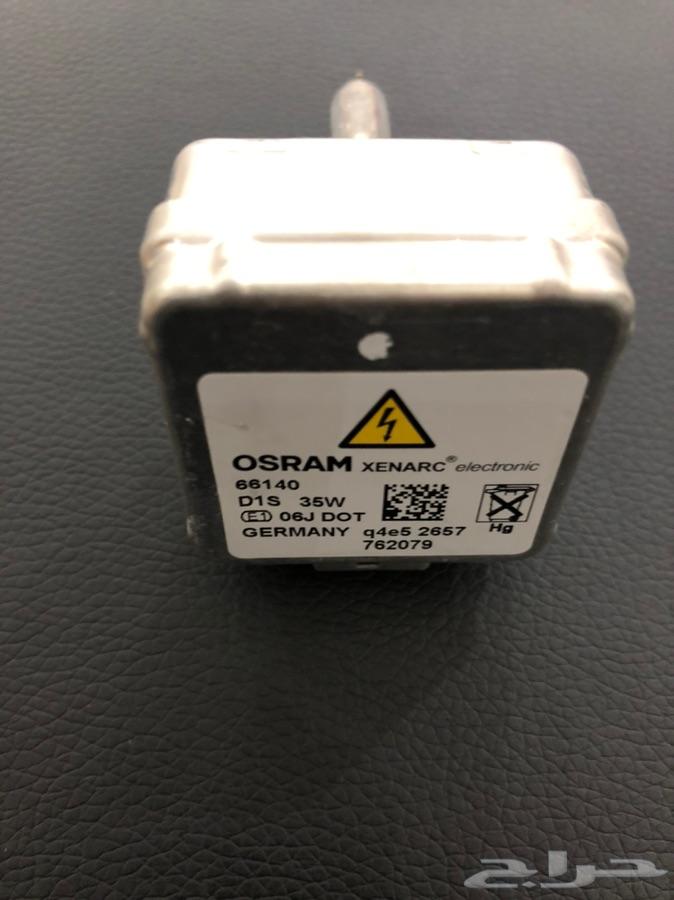 OSRAM XENARC® electronic
66140
D1S 35W
E1 06J DOT
GERMANY q4e5 2657
762079
Hg
حراج